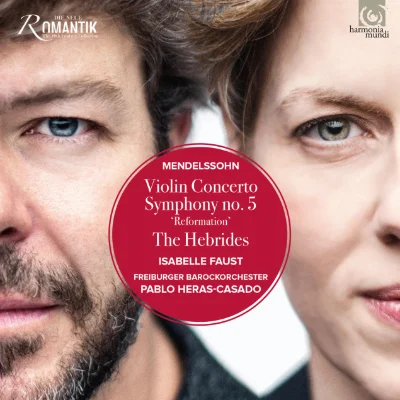 DIE NEUE
ROMANTIK
harmonia
mundi
MENDELSSOHN
Violin Concerto
Symphony no. 5
‘Reformation’
The Hebrides
ISABELLE FAUST
FREIBURGER BAROCKORCHESTER
PABLO HERAS-CASADO